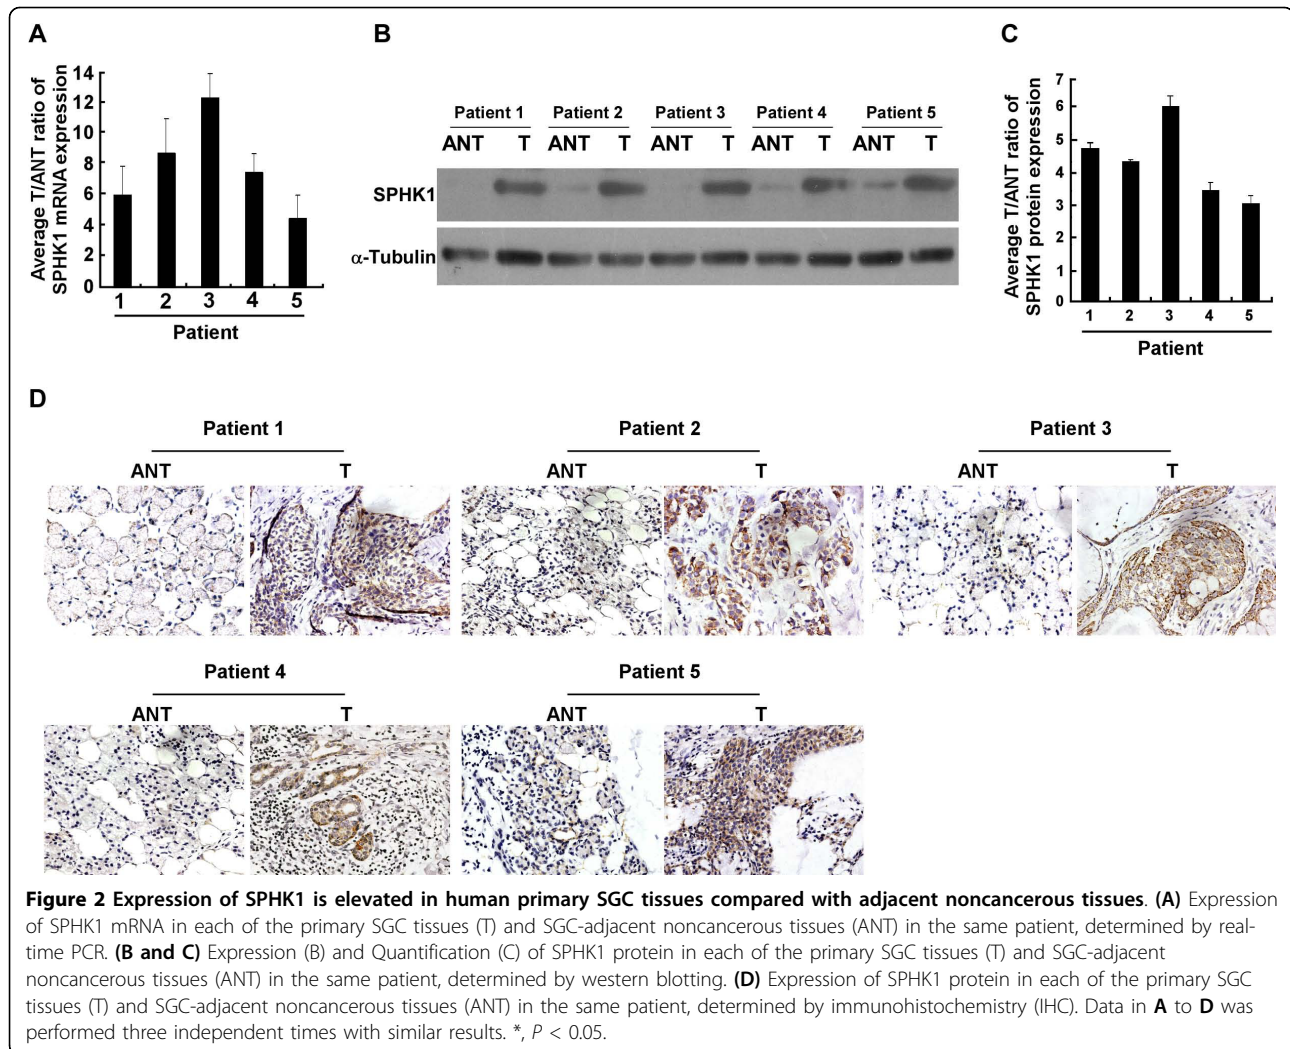 A
Average T/ANT ratio of
SPHK1 mRNA expression
14
12
10
8
6
4
2
0
1 2 3 4 5
Patient
B
Patient 1 Patient 2 Patient 3 Patient 4 Patient 5
ANT T ANT T ANT T ANT T ANT T
SPHK1
α-Tubulin
C
Average T/ANT ratio of
SPHK1 protein expression
7
6
5
4
3
2
1
0
1 2 3 4 5
Patient
D
Patient 1 Patient 2 Patient 3
ANT T ANT T ANT T
Patient 4 Patient 5
ANT T ANT T
Figure 2 Expression of SPHK1 is elevated in human primary SGC tissues compared with adjacent noncancerous tissues. (A) Expression
of SPHK1 mRNA in each of the primary SGC tissues (T) and SGC-adjacent noncancerous tissues (ANT) in the same patient, determined by real-
time PCR. (B and C) Expression (B) and Quantification (C) of SPHK1 protein in each of the primary SGC tissues (T) and SGC-adjacent
noncancerous tissues (ANT) in the same patient, determined by western blotting. (D) Expression of SPHK1 protein in each of the primary SGC
tissues (T) and SGC-adjacent noncancerous tissues (ANT) in the same patient, determined by immunohistochemistry (IHC). Data in A to D was
performed three independent times with similar results. *, P < 0.05.